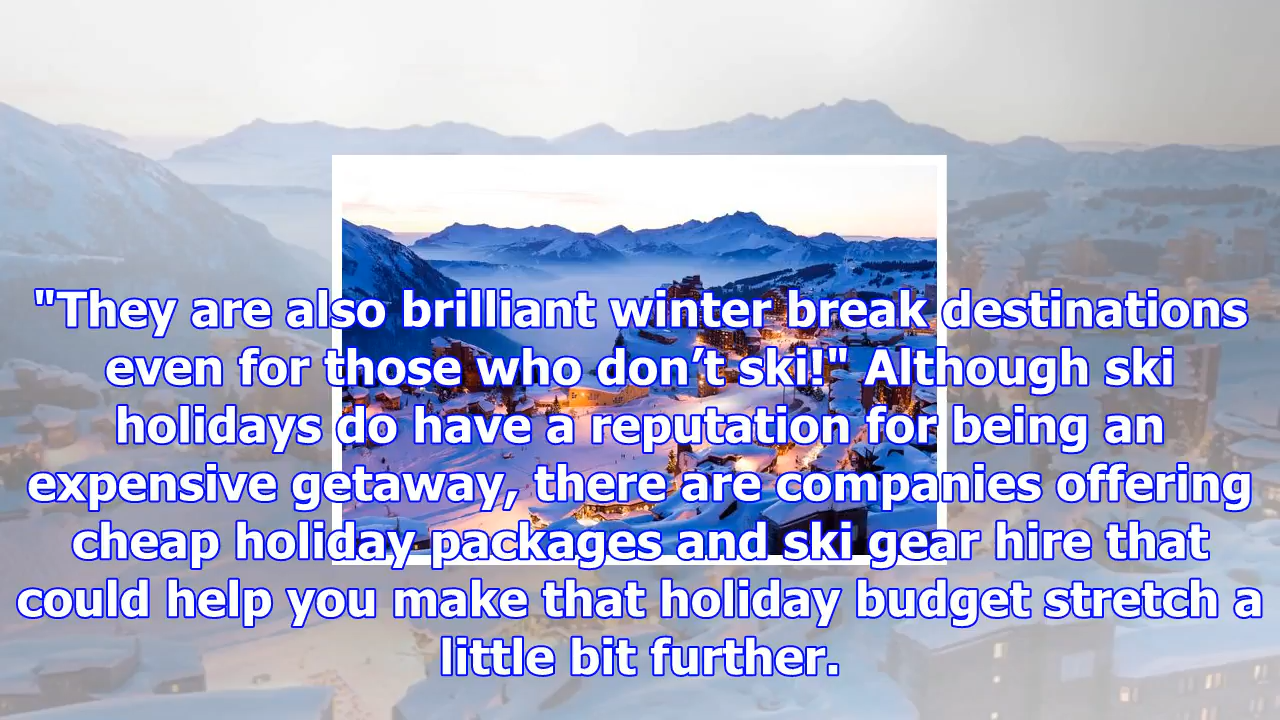 "They are also brilliant winter break destinations
even for those who don’t ski!"  Although ski
holidays do have a reputation for being an
expensive getaway, there are companies offering
cheap holiday packages and ski gear hire that
could help you make that holiday budget stretch a
little bit further.